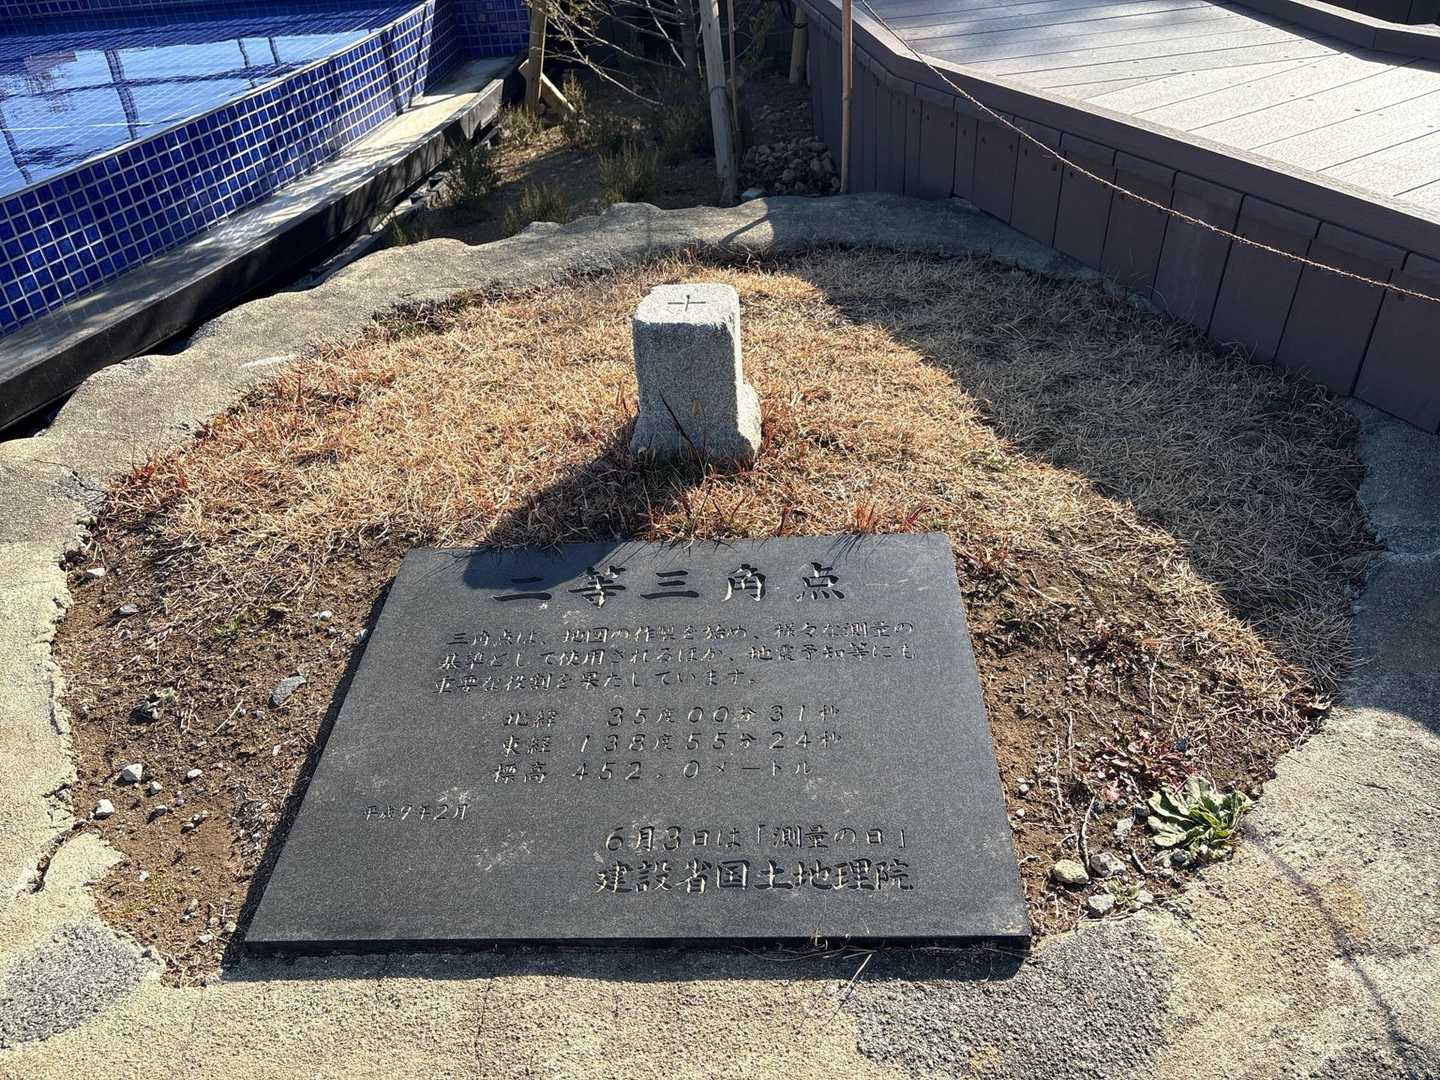 二等三角点
三角点は、地図の作製を始め、様々な測量の
基準として使用されるほか、地震予知等にも
重要な役割を果たしています。
北緯 35度00分31秒
東経 138度55分24秒
標高 452.0メートル
平成9年2月
6月3日は「測量の日」
建設省国土地理院